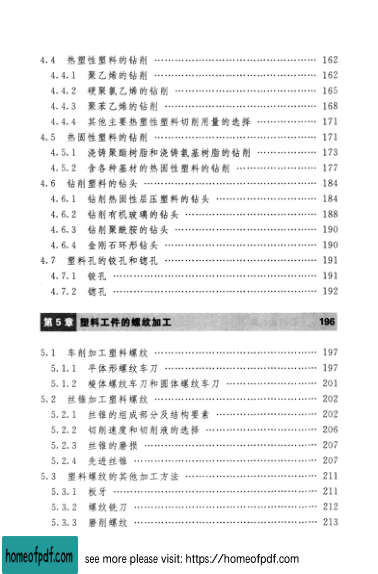 4.4 热塑性塑料的钻削 …………………………………… 162
4.4.1 聚乙烯的钻削 …………………………………… 162
4.4.2 硬聚氯乙烯的钻削 …………………………………… 165
4.4.3 聚苯乙烯的钻削 …………………………………… 168
4.4.4 其他主要热塑性塑料切削用量的选择 …………… 171
4.5 热固性塑料的钻削 …………………………………… 171
4.5.1 浇铸聚酯树脂和浇铸氨基树脂的钻削 …………… 173
4.5.2 含各种基材的热固性塑料的钻削 …………… 177
4.6 钻削塑料的钻头 …………………………………… 184
4.6.1 钻削热固性层压塑料的钻头 …………………… 184
4.6.2 钻削有机玻璃的钻头 …………………………… 188
4.6.3 钻削聚酰胺的钻头 …………………………… 190
4.6.4 金刚石环形钻头 …………………………… 190
4.7 塑料孔的铰孔和锪孔 …………………………… 191
4.7.1 铰孔 …………………………………… 191
4.7.2 锪孔 …………………………………… 192
第5章 塑料工件的螺纹加工 196
5.1 车削加工塑料螺纹 …………………………… 197
5.1.1 平体形螺纹车刀 …………………………… 197
5.1.2 棱体螺纹车刀和圆体螺纹车刀 …………………… 201
5.2 丝锥加工塑料螺纹 …………………………… 202
5.2.1 丝锥的组成部分及结构要素 …………………… 202
5.2.2 切削速度和切削液的选择 …………………… 206
5.2.3 丝锥的磨损 …………………………… 207
5.2.4 先进丝锥 …………………………… 207
5.3 塑料螺纹的其他加工方法 …………………… 211
5.3.1 板牙 …………………………………… 211
5.3.2 螺纹铣刀 …………………………… 212
5.3.3 磨削螺纹 …………………………… 213
homeofpdf.com see more please visit: https://homeofpdf.com